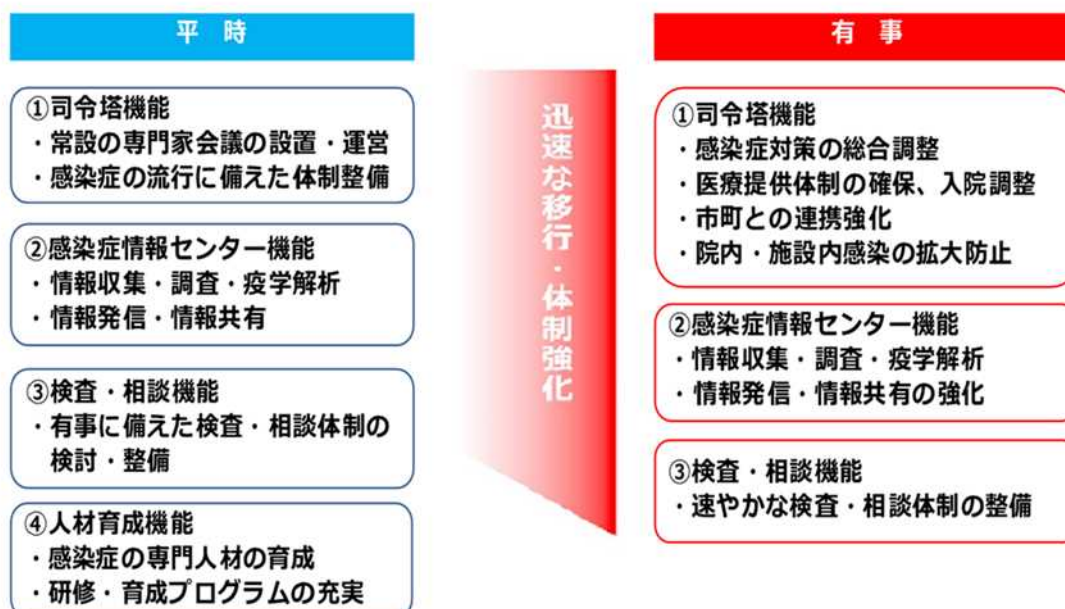 平 時
①司令塔機能
・常設の専門家会議の設置・運営
・感染症の流行に備えた体制整備
②感染症情報センター機能
・情報収集・調査・疫学解析
・情報発信・情報共有
③検査・相談機能
・有事に備えた検査・相談体制の
検討・整備
④人材育成機能
・感染症の専門人材の育成
・研修・育成プログラムの充実
迅速な移行・体制強化
有 事
①司令塔機能
・感染症対策の総合調整
・医療提供体制の確保、入院調整
・市町との連携強化
・院内・施設内感染の拡大防止
②感染症情報センター機能
・情報収集・調査・疫学解析
・情報発信・情報共有の強化
③検査・相談機能
・速やかな検査・相談体制の整備